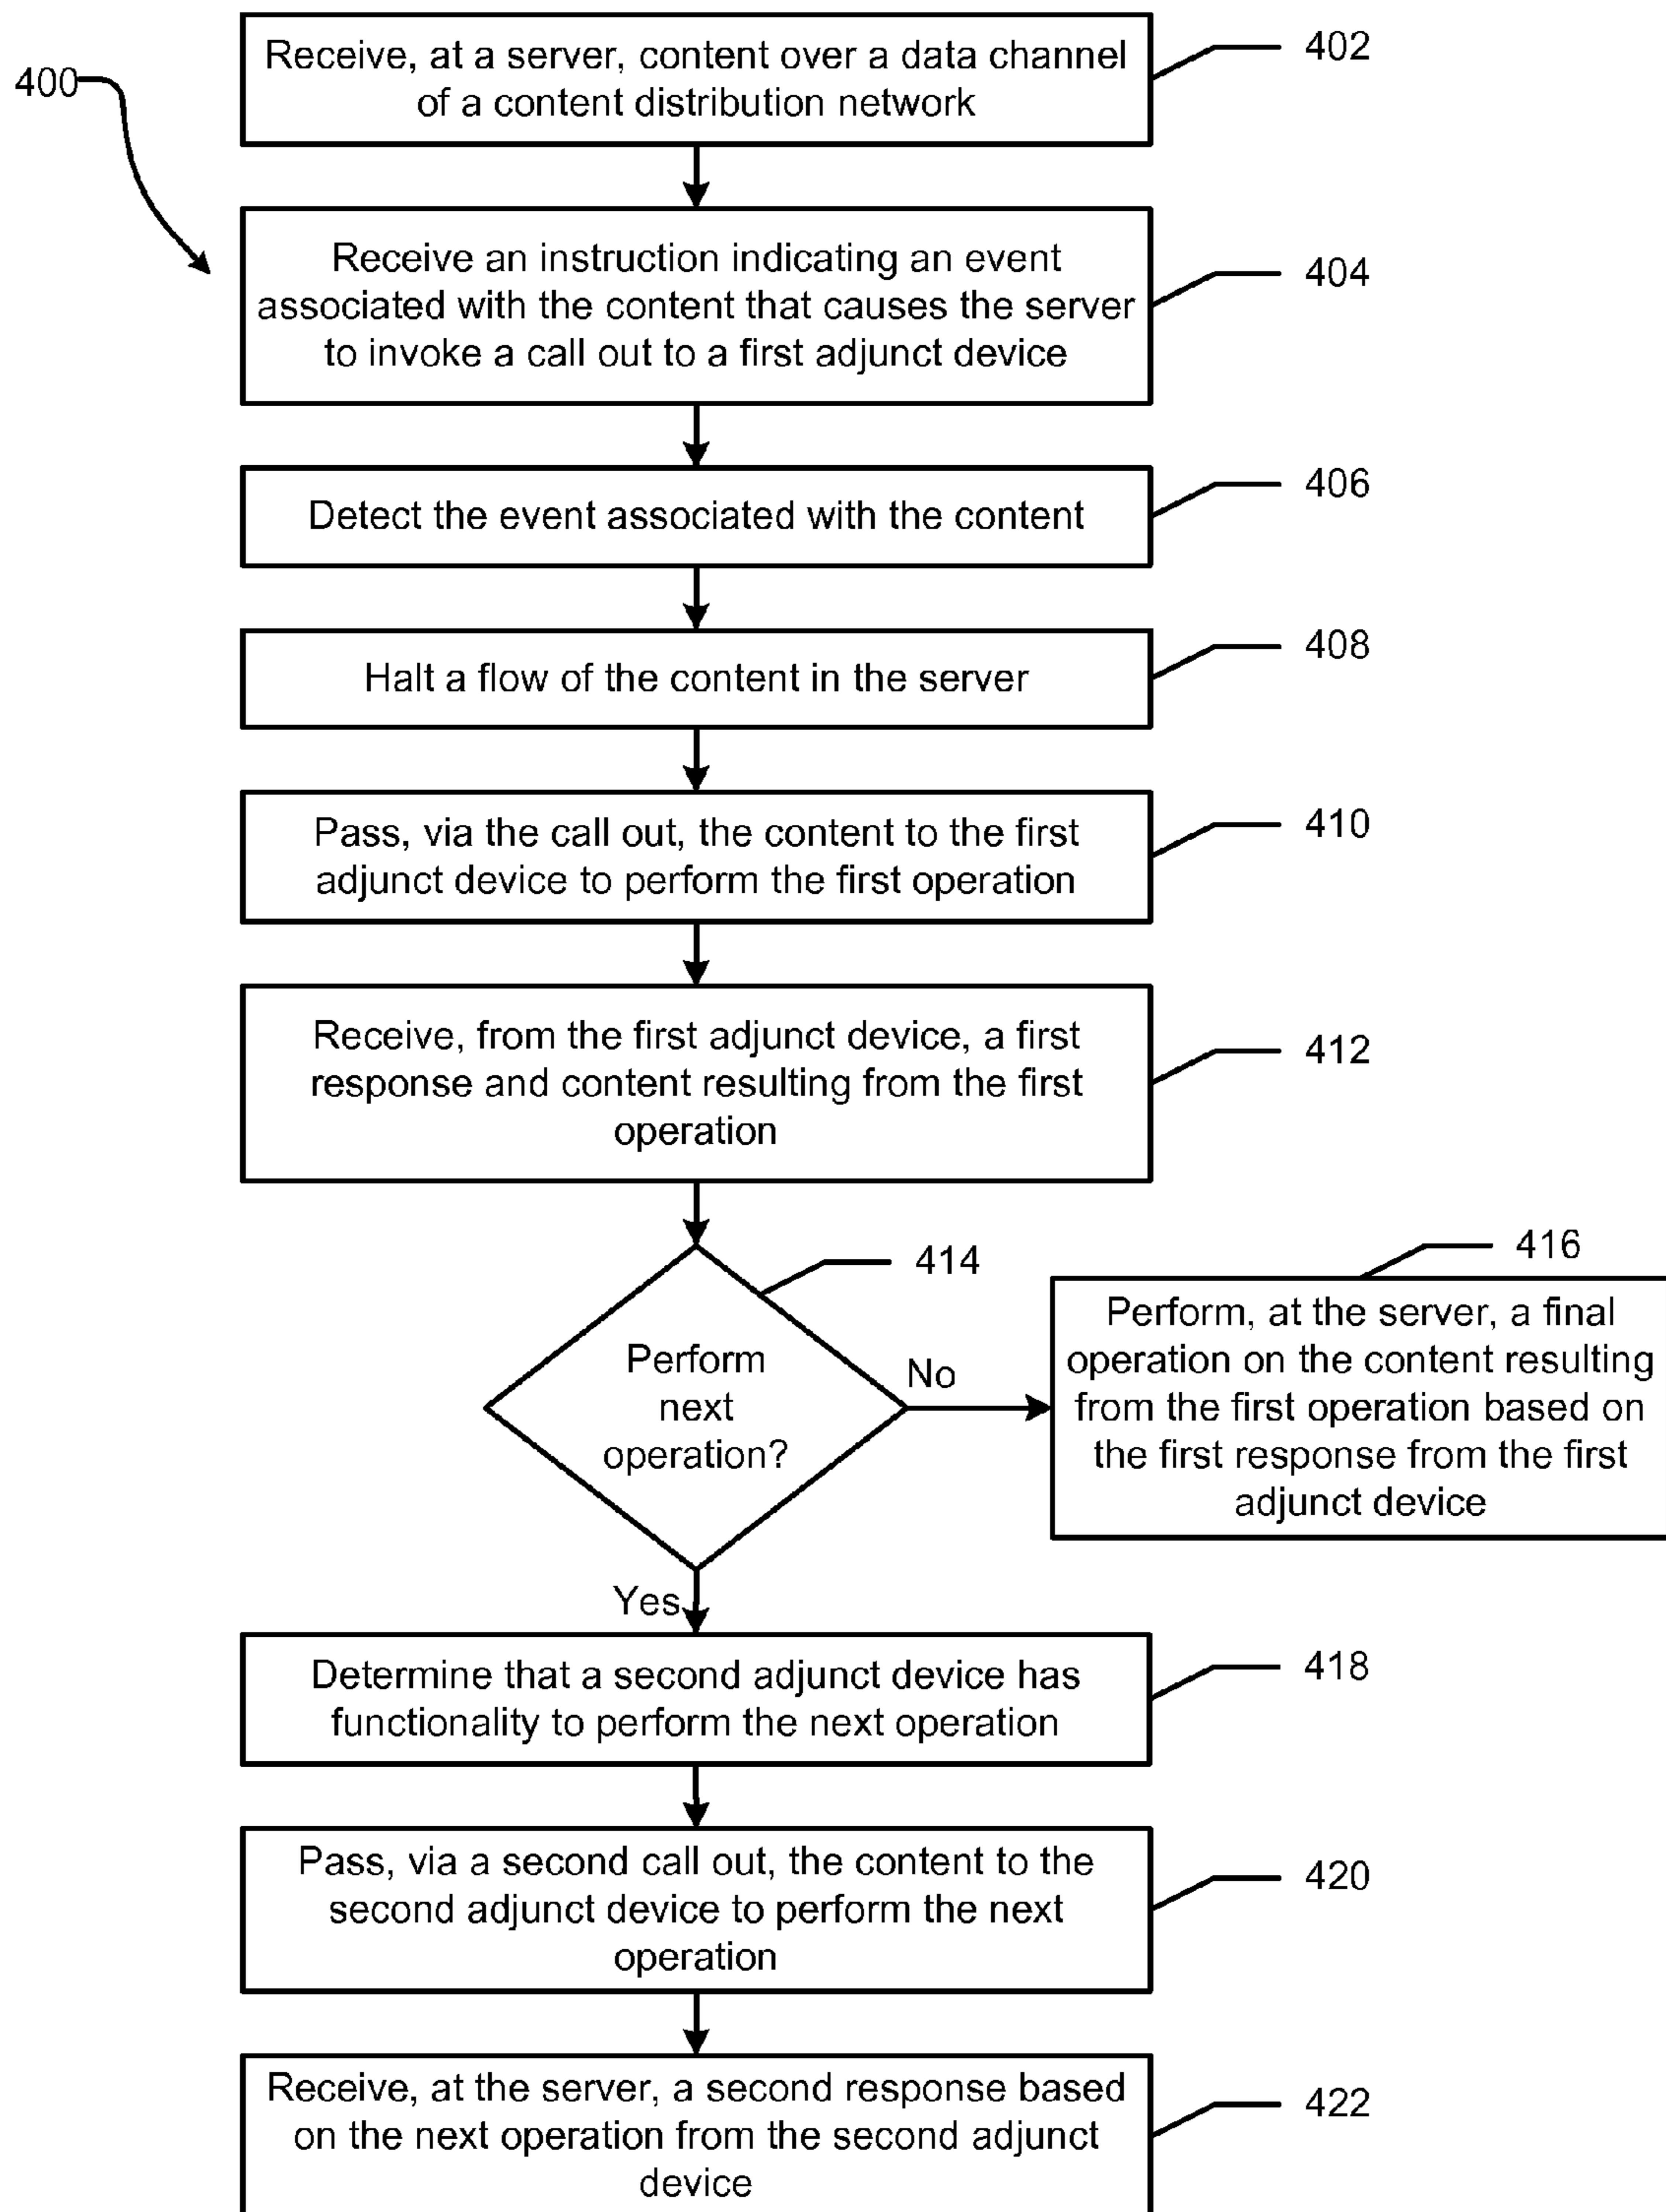 Receive, at a server, content over a data channel
of a content distribution network
402
400
Receive an instruction indicating an event
associated with the content that causes the server
to invoke a call out to a first adjunct device
404
Detect the event associated with the content
406
Halt a flow of the content in the server
408
Pass, via the call out, the content to the first
adjunct device to perform the first operation
410
Receive, from the first adjunct device, a first
response and content resulting from the first
operation
412
414
Perform
next
operation?
No
416
Perform, at the server, a final
operation on the content resulting
from the first operation based on
the first response from the first
adjunct device
Yes
Determine that a second adjunct device has
functionality to perform the next operation
418
Pass, via a second call out, the content to the
second adjunct device to perform the next
operation
420
Receive, at the server, a second response based
on the next operation from the second adjunct
device
422